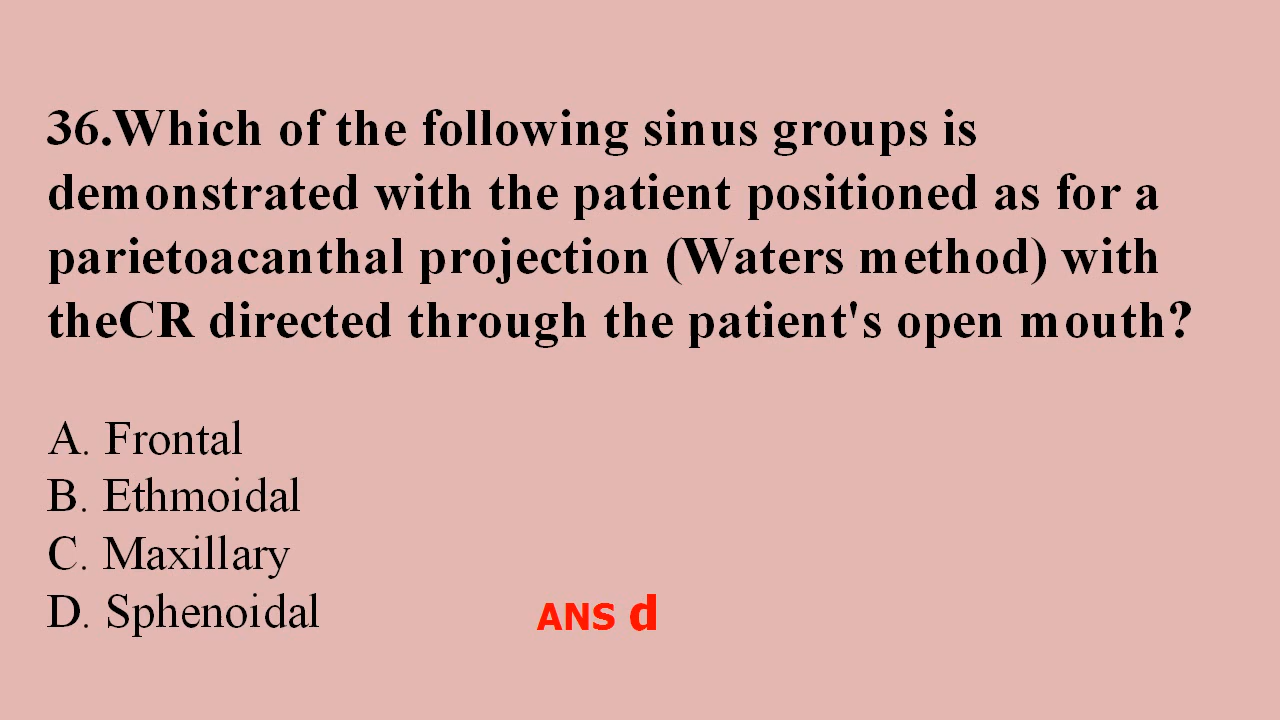 36.Which of the following sinus groups is
demonstrated with the patient positioned as for a
parietoacanthal projection (Waters method) with
theCR directed through the patient's open mouth?
A. Frontal
B. Ethmoidal
C. Maxillary
D. Sphenoidal
ANS d